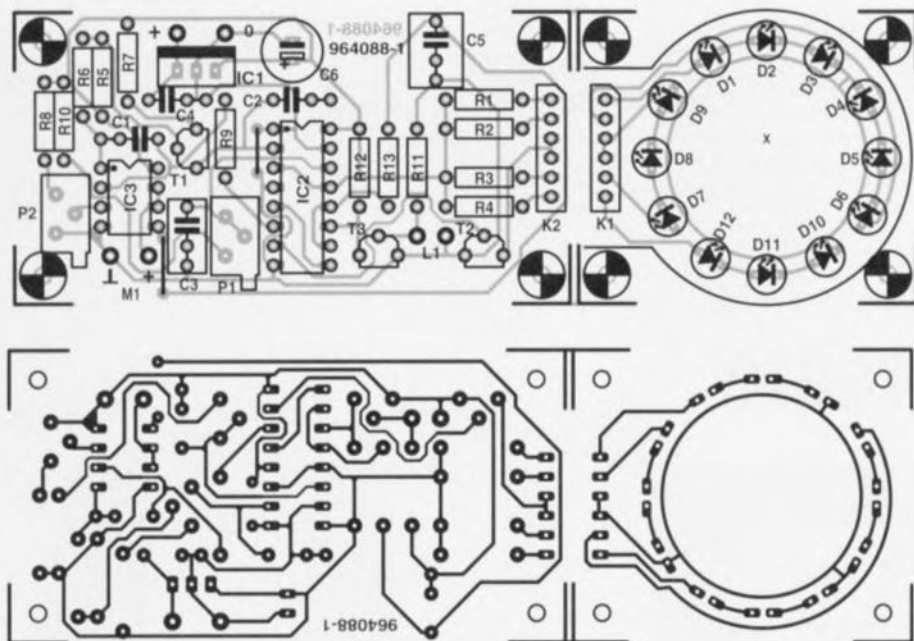 964088-1
964088-1
+ 0
IC1
C5
C6
R6
R5
R7
R8
R10
C1
C4
C2
R9
T1
IC3
IC2
P2
⊥ M1 +
C3
P1
R12
R13
R11
R1
R2
R3
R4
T3
L1
T2
K2
K1
D1
D2
D3
D4
D9
D8
x
D5
D7
D6
D12
D11
D10
964088-1